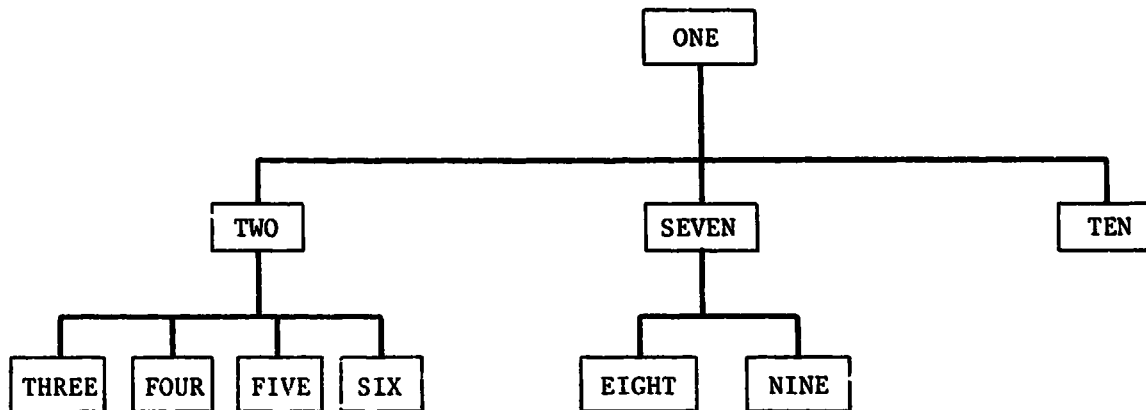 ONE
TWO
SEVEN
TEN
THREE
FOUR
FIVE
SIX
EIGHT
NINE